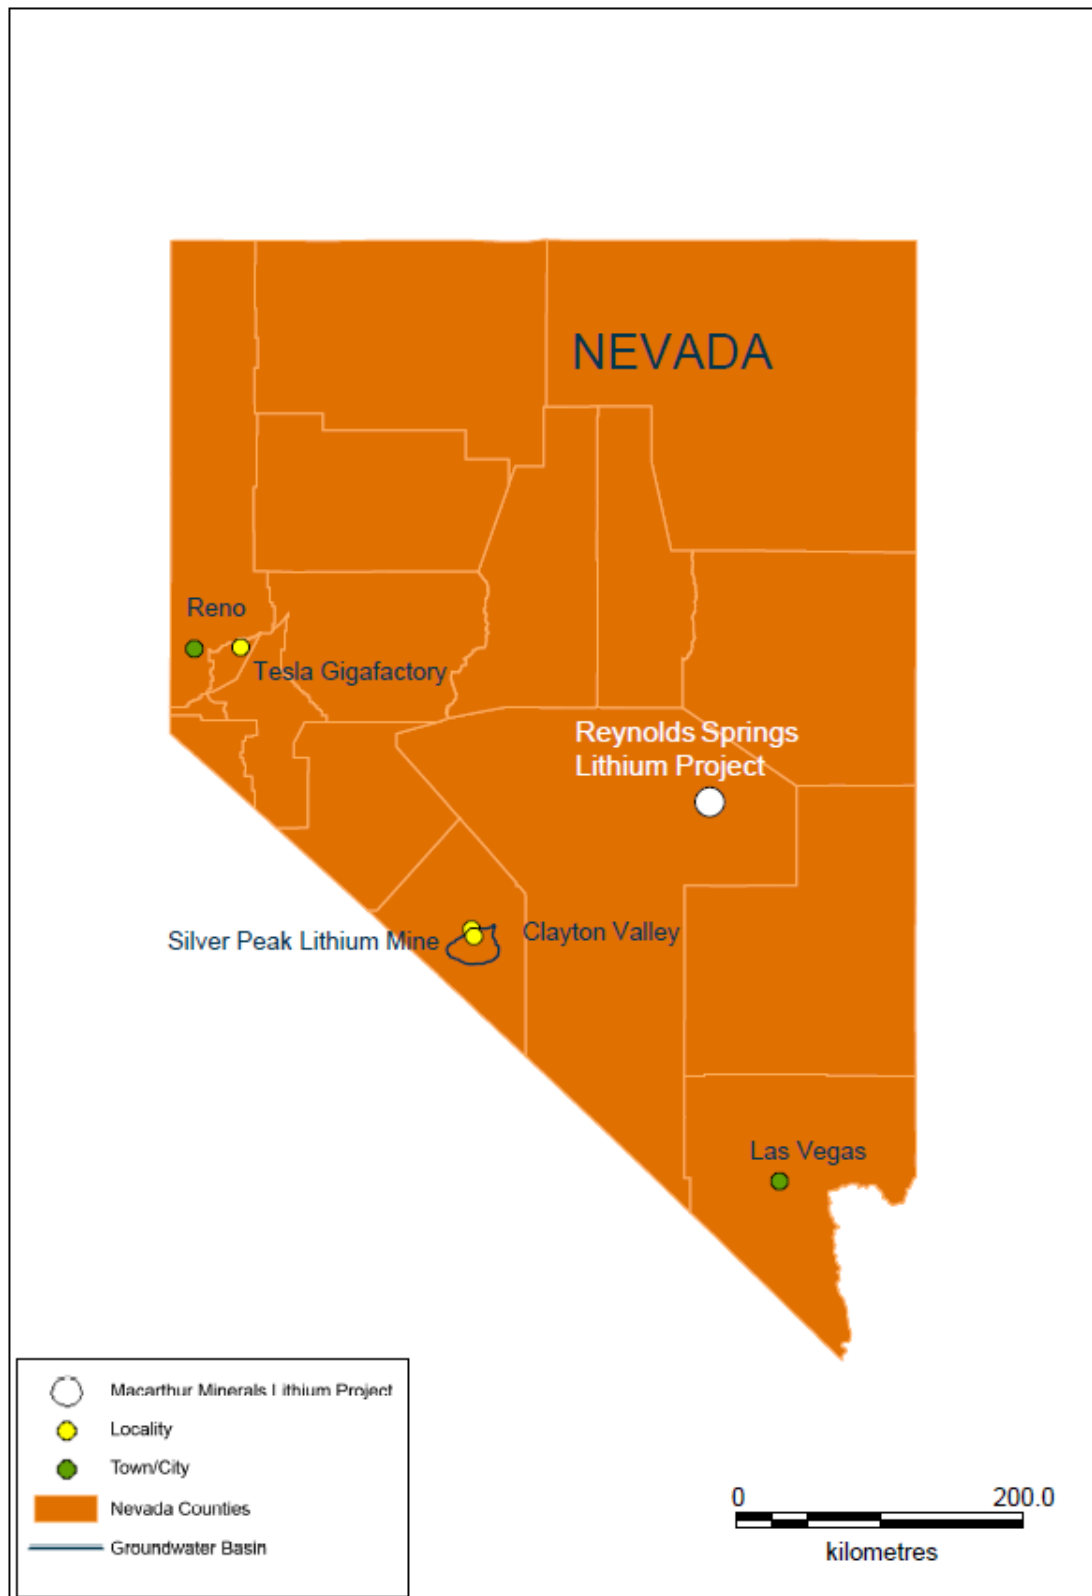 NEVADA
Reno
Tesla Gigafactory
Reynolds Springs
Lithium Project
Clayton Valley
Silver Peak Lithium Mine
Las Vegas
Macarthur Minerals Lithium Project
Locality
Town/City
Nevada Counties
Groundwater Basin
0 200.0
kilometres